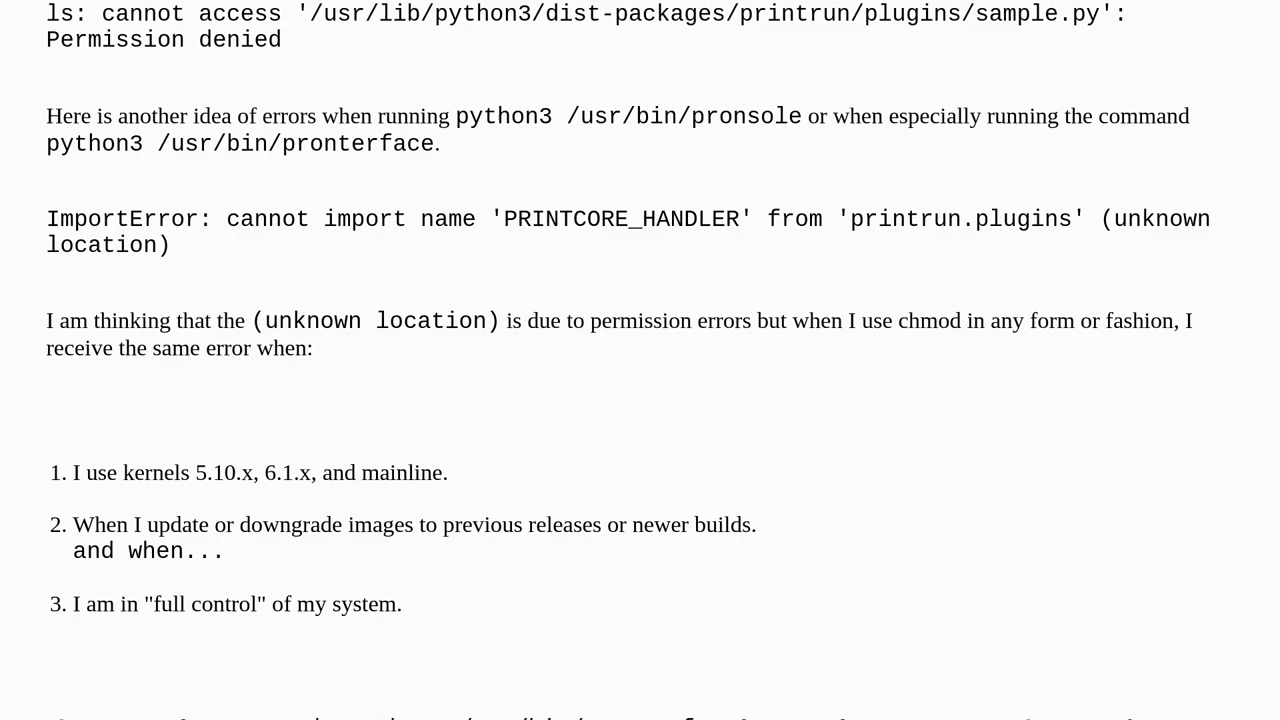 ls: cannot access '/usr/lib/python3/dist-packages/printrun/plugins/sample.py':
Permission denied
Here is another idea of errors when running python3 /usr/bin/pronsole or when especially running the command
python3 /usr/bin/pronterface.
ImportError: cannot import name 'PRINTCORE_HANDLER' from 'printrun.plugins' (unknown
location)
I am thinking that the (unknown location) is due to permission errors but when I use chmod in any form or fashion, I
receive the same error when:
1. I use kernels 5.10.x, 6.1.x, and mainline.
2. When I update or downgrade images to previous releases or newer builds.
and when...
3. I am in "full control" of my system.